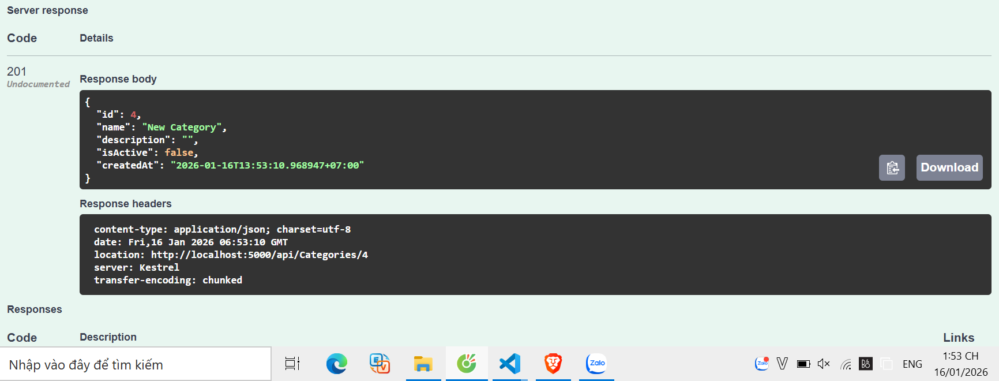 Server response
Code Details
201
Undocumented
Response body
{
  "id": 4,
  "name": "New Category",
  "description": "",
  "isActive": false,
  "createdAt": "2026-01-16T13:53:10.968947+07:00"
}
Download
Response headers
content-type: application/json; charset=utf-8
date: Fri,16 Jan 2026 06:53:10 GMT
location: http://localhost:5000/api/Categories/4
server: Kestrel
transfer-encoding: chunked
Responses
Code Description Links
Nhập vào đây để tìm kiếm
E V
Zalo
Zalo
V
BỒ
ENG
1:53 CH
16/01/2026